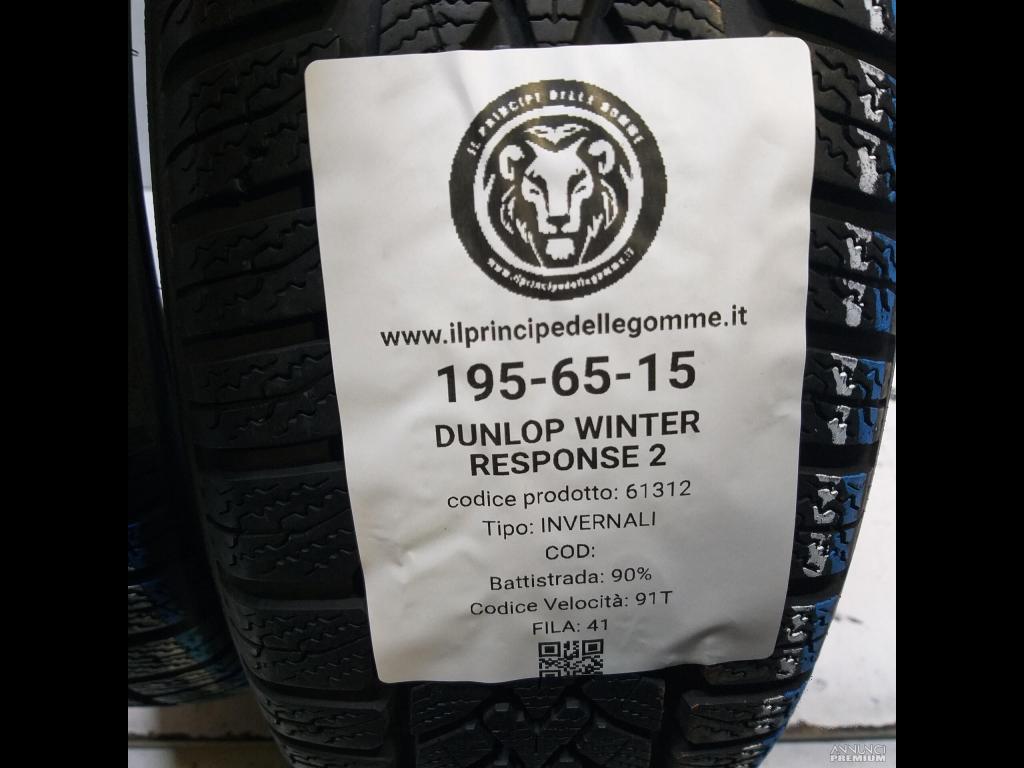 IL PRINCIPE DELLE GOMME
www.ilprincipedellegomme.it
www.ilprincipedellegomme.it
195-65-15
DUNLOP WINTER
RESPONSE 2
codice prodotto: 61312
Tipo: INVERNALI
COD:
Battistrada: 90%
Codice Velocità: 91T
FILA: 41
ANNUNCI
PREMIUM